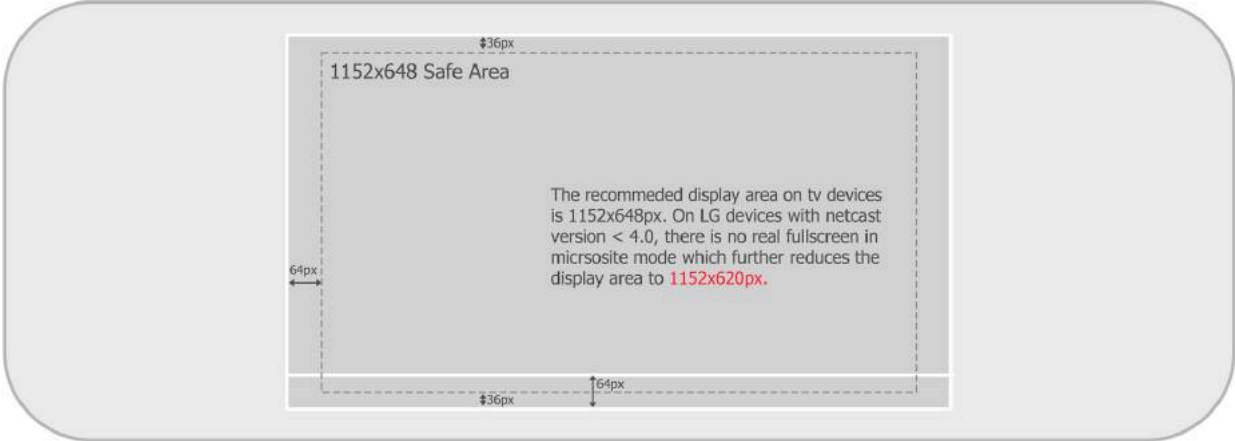 36px
1152x648 Safe Area
The recommeded display area on tv devices
is 1152x648px. On LG devices with netcast
version < 4.0, there is no real fullscreen in
micrsosite mode which further reduces the
display area to 1152x620px.
64px
64px
36px